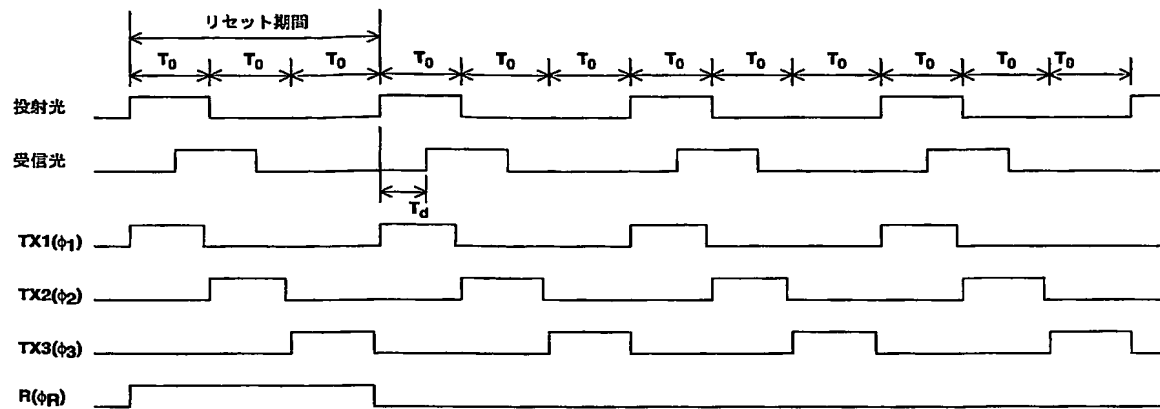 リセット期間
T0 T0 T0 T0 T0 T0 T0 T0 T0 T0 T0 T0
投射光
受信光
Td
TX1(ϕ1)
TX2(ϕ2)
TX3(ϕ3)
R(ϕR)